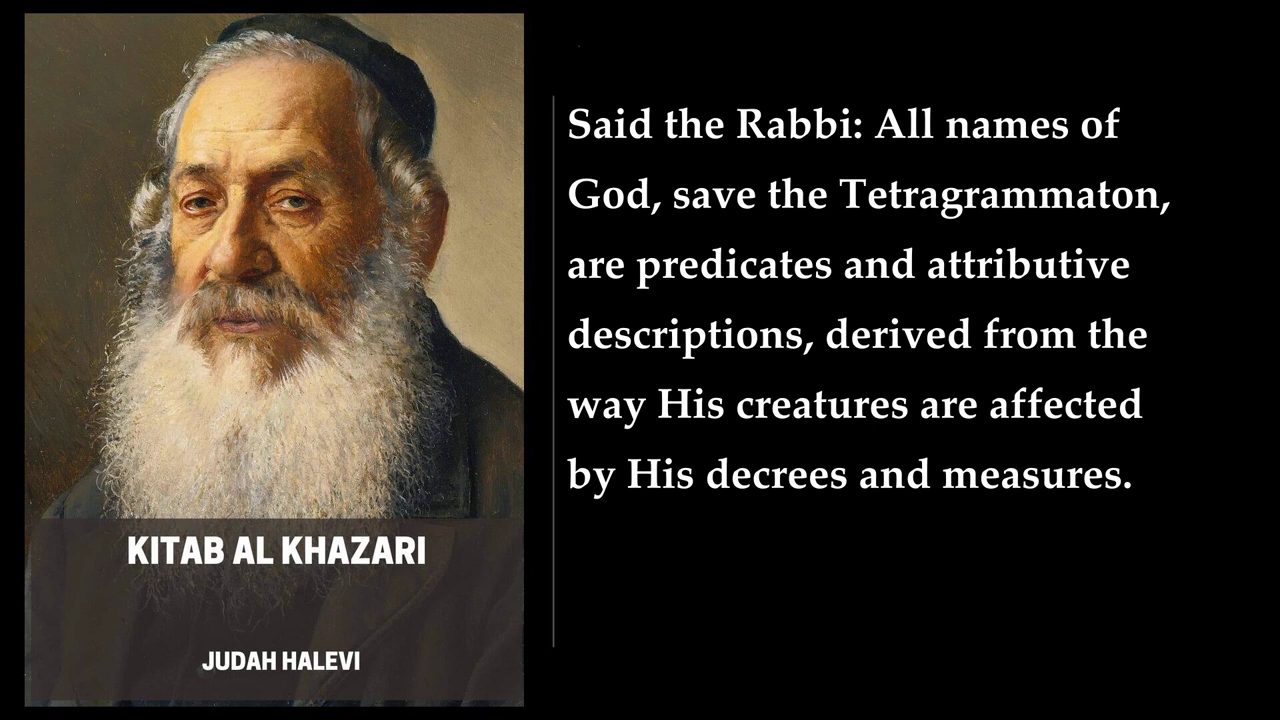 KITAB AL KHAZARI
JUDAH HALEVI
Said the Rabbi: All names of
God, save the Tetragrammaton,
are predicates and attributive
descriptions, derived from the
way His creatures are affected
by His decrees and measures.